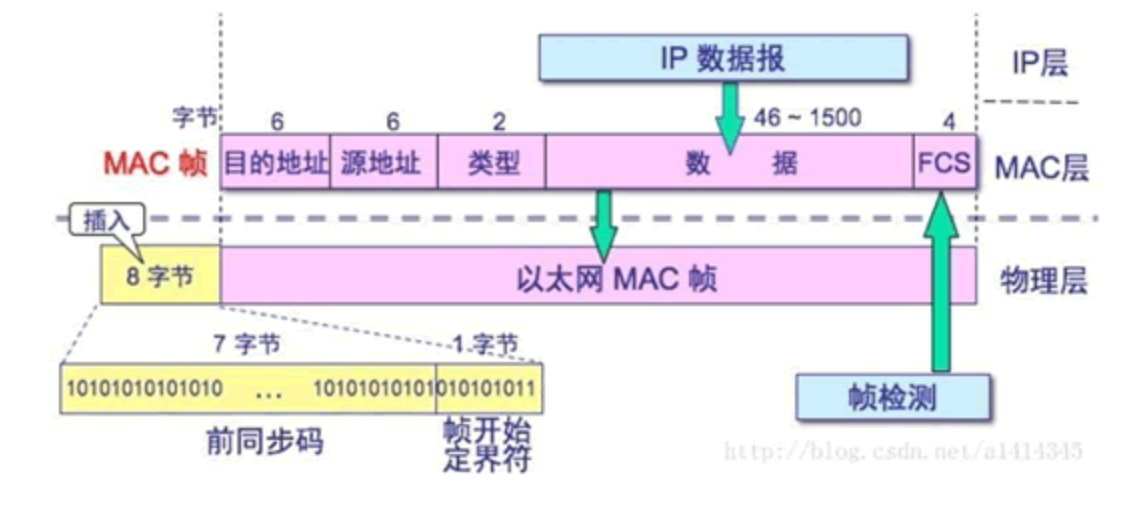 IP 数据报
IP层
字节
6
6
2
46 ~ 1500
4
MAC 帧
目的地址
源地址
类型
数 据
FCS
MAC层
插入
8 字节
以太网 MAC 帧
物理层
7 字节
1 字节
10101010101010 ... 10101010101
010101011
帧检测
前同步码
帧开始
定界符
http://blog.csdn.net/a1414345